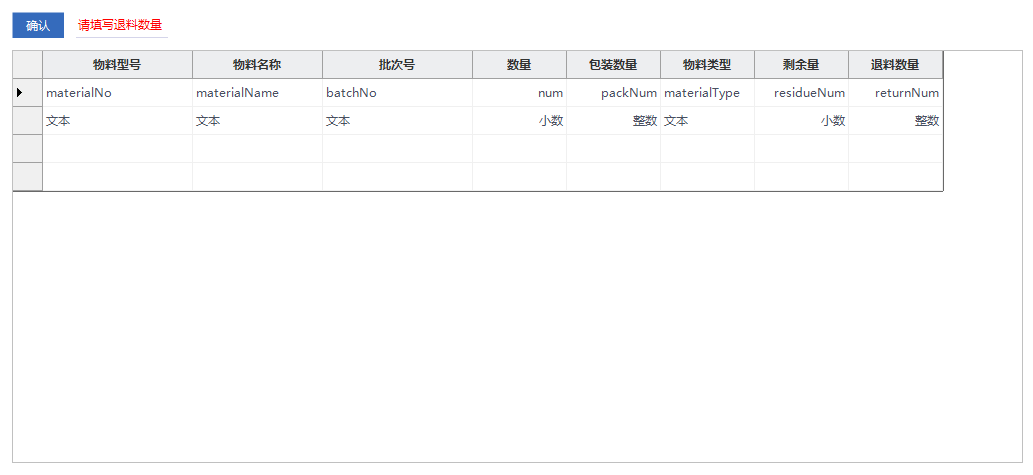 确认 请填写退料数量
物料型号 物料名称 批次号 数量 包装数量 物料类型 剩余量 退料数量
materialNo materialName batchNo num packNum materialType residueNum returnNum
文本 文本 文本 小数 整数 文本 小数 整数